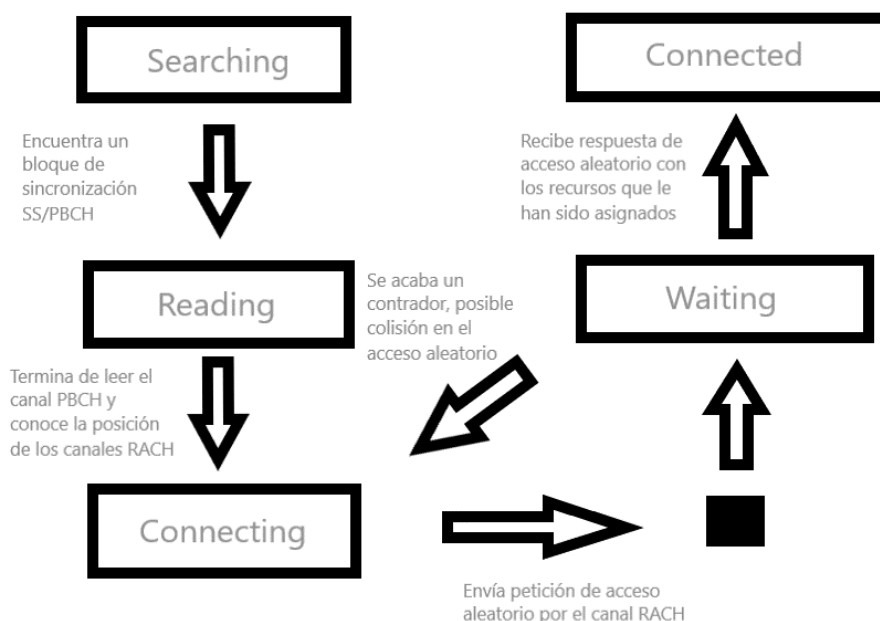 Searching
Encuentra un
bloque de
sincronización
SS/PBCH
Reading
Termina de leer el
canal PBCH y
conoce la posición
de los canales RACH
Connecting
Envía petición de acceso
aleatorio por el canal RACH
Se acaba un
contrador, posible
colisión en el
acceso aleatorio
Waiting
Recibe respuesta de
acceso aleatorio con
los recursos que le
han sido asignados
Connected